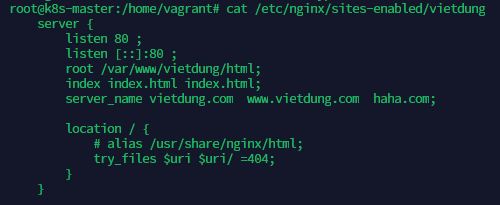 root@k8s-master:/home/vagrant# cat /etc/nginx/sites-enabled/vietdung
server {
listen 80 ;
listen [::]:80 ;
root /var/www/vietdung/html;
index index.html index.html;
server_name vietdung.com  www.vietdung.com  haha.com;
location / {
# alias /usr/share/nginx/html;
try_files $uri $uri/ =404;
}
}